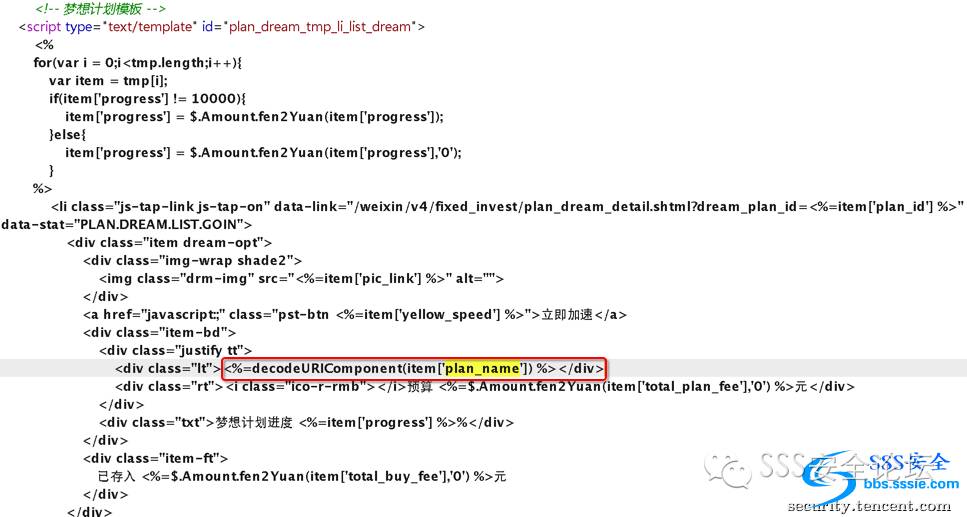 <!-- 梦想计划模板 -->
<script type="text/template" id="plan_dream_tmp_li_list_dream">
<%
for(var i = 0;i<tmp.length;i++){
var item = tmp[i];
if(item['progress'] != 10000){
item['progress'] = $.Amount.fen2Yuan(item['progress']);
}else{
item['progress'] = $.Amount.fen2Yuan(item['progress'],'0');
}
%>
<li class="js-tap-link js-tap-on" data-link="/weixin/v4/fixed_invest/plan_dream_detail.shtml?dream_plan_id=<%=item['plan_id'] %>"
data-stat="PLAN.DREAM.LIST.GOIN">
<div class="item dream-opt">
<div class="img-wrap shade2">
<img class="drm-img" src="<%=item['pic_link'] %>" alt="">
</div>
<a href="javascript:;" class="pst-btn <%=item['yellow_speed'] %>">立即加速</a>
<div class="item-bd">
<div class="justify tt">
<div class="lt"><%=decodeURIComponent(item['plan_name']) %></div>
<div class="rt"><i class="ico-r-rmb"></i>预算 <%=$.Amount.fen2Yuan(item['total_plan_fee'],'0') %>元</div>
</div>
<div class="txt">梦想计划进度 <%=item['progress'] %>%</div>
</div>
<div class="item-ft">
已存入 <%=$.Amount.fen2Yuan(item['total_buy_fee'],'0') %>元
</div>
</div>
SSS安全论坛
S8S·安全
bbs.sssie.com
security.tencent.com